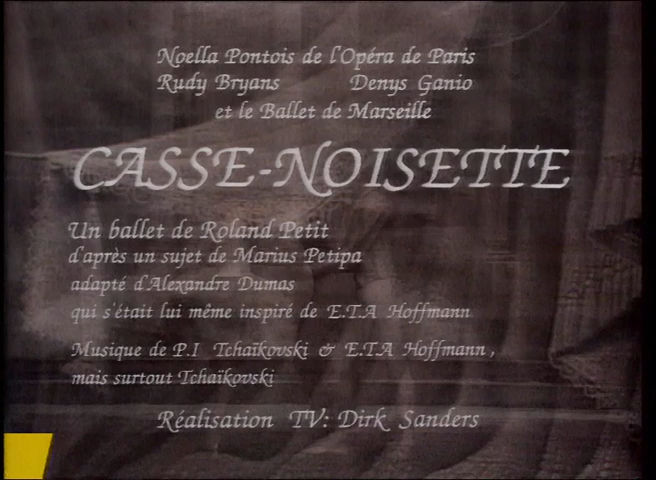 Noella Pontois de l'Opéra de Paris
Rudy Bryans Denys Ganio
et le Ballet de Marseille
CASSE-NOISETTE
Un ballet de Roland Petit
d'après un sujet de Marius Petipa
adapté d'Alexandre Dumas
qui s'était lui même inspiré de E.T.A Hoffmann
Musique de P.I Tchaïkovski & E.T.A Hoffmann,
mais surtout Tchaïkovski
Réalisation TV: Dirk Sanders